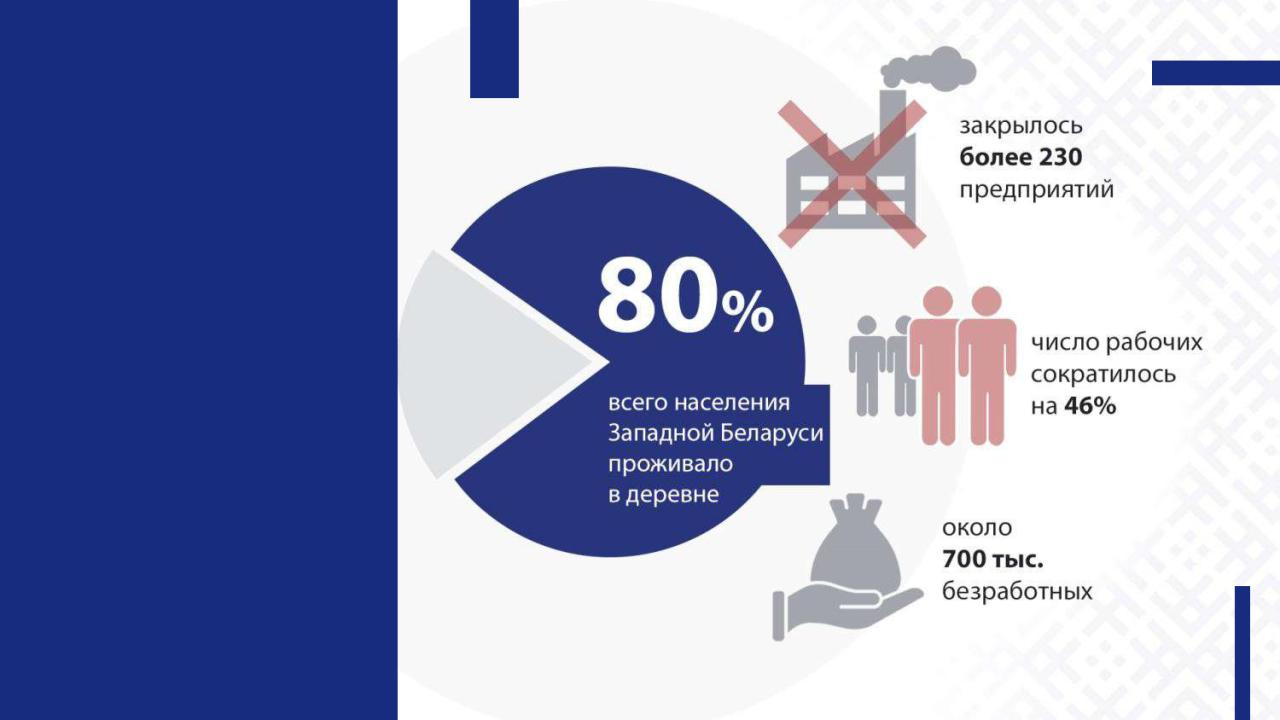 80%
всего населения
Западной Беларуси
проживало
в деревне
закрылось
более 230
предприятий
число рабочих
сократилось
на 46%
около
700 тыс.
безработных